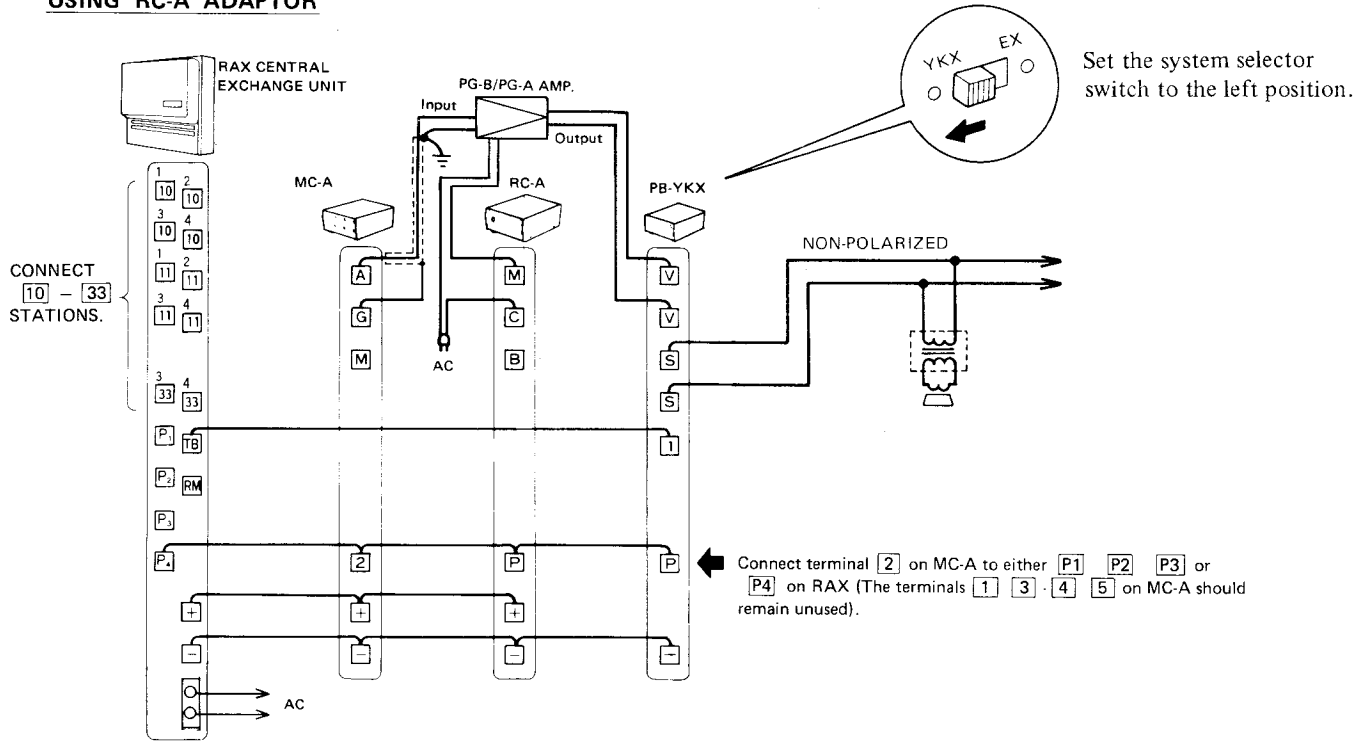 USING RC-A ADAPTOR
RAX CENTRAL
EXCHANGE UNIT
PG-B/PG-A AMP.
Input
Output
YKX
EX
Set the system selector
switch to the left position.
MC-A
RC-A
PB-YKX
NON-POLARIZED
CONNECT
10 – 33
STATIONS.
1 10 2 10
3 10 4 10
1 11 2 11
3 11 4 11
3 33 4 33
P1 TB
P2 RM
P3
P4
+
−
AC
A
G
M
2
+
−
AC
M
C
B
P
+
−
V
V
S
S
1
P
−
Connect terminal 2 on MC-A to either P1 P2 P3 or
P4 on RAX (The terminals 1 3 · 4 5 on MC-A should
remain unused).